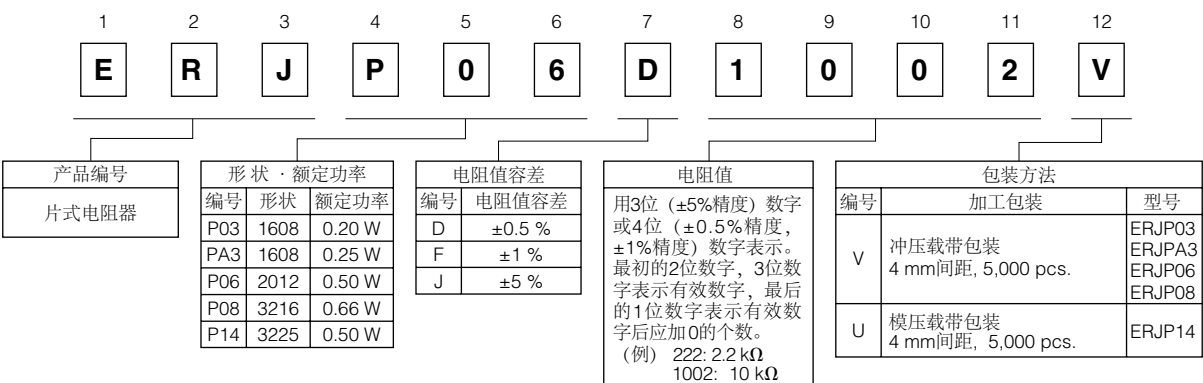 1 2 3 4 5 6 7 8 9 10 11 12
E R J P 0 6 D 1 0 0 2 V
产品编号
片式电阻器
形状 · 额定功率
编号 形状 额定功率
P03 1608 0.20 W
PA3 1608 0.25 W
P06 2012 0.50 W
P08 3216 0.66 W
P14 3225 0.50 W
电阻值容差
编号 电阻值容差
D ±0.5 %
F ±1 %
J ±5 %
电阻值
用3位（±5%精度）数字
或4位（±0.5%精度，
±1%精度）数字表示。
最初的2位数字，3位数
字表示有效数字，最后
的1位数字表示有效数
字后应加0的个数。
（例） 222: 2.2 kΩ
1002: 10 kΩ
包装方法
编号 加工包装 型号
V 冲压载带包装
4 mm间距, 5,000 pcs.
ERJP03
ERJPA3
ERJP06
ERJP08
U 模压载带包装
4 mm间距, 5,000 pcs.
ERJP14